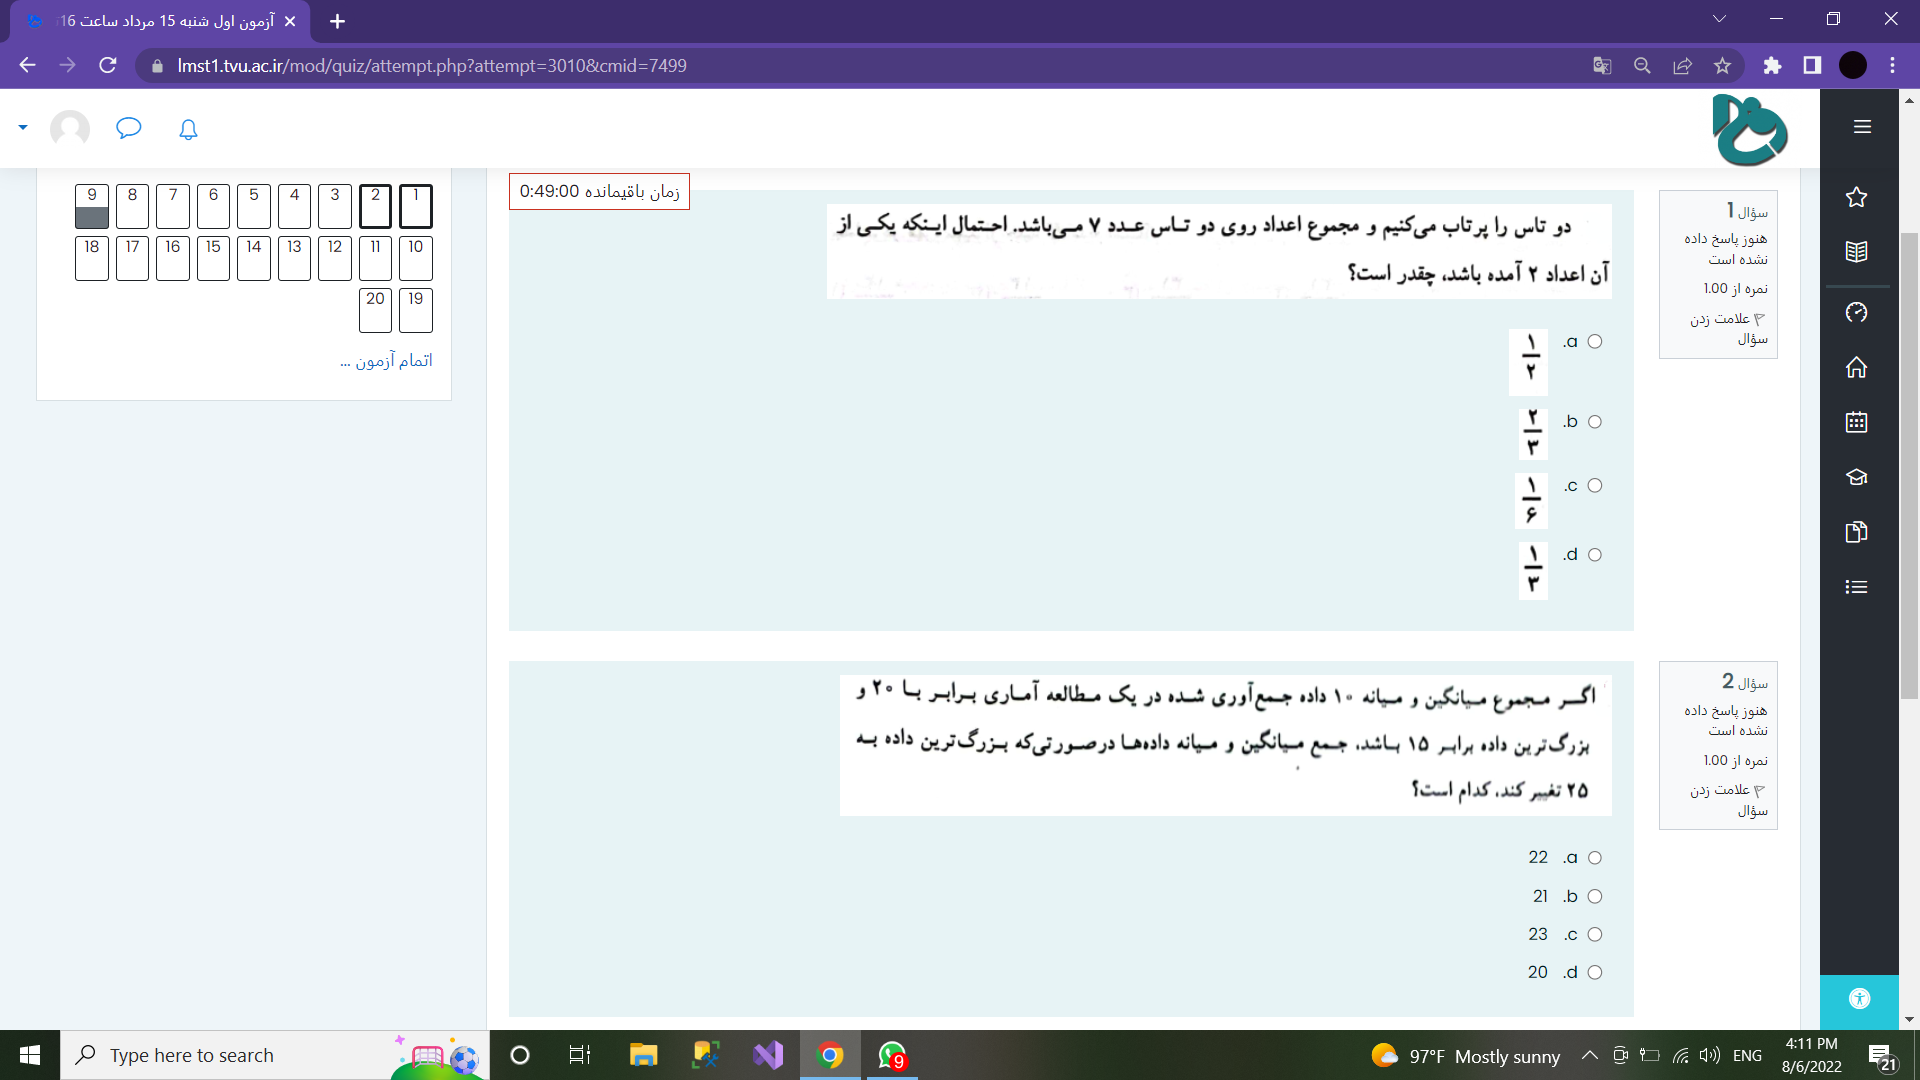 آزمون اول شنبه 15 مرداد ساعت 16
lmst1.tvu.ac.ir/mod/quiz/attempt.php?attempt=3010&cmid=7499
1 2 3 4 5 6 7 8 9
10 11 12 13 14 15 16 17 18
19 20
اتمام آزمون ...
زمان باقیمانده 0:49:00
سؤال 1
هنوز پاسخ داده
نشده است
نمره از 1.00
علامت زدن
سؤال
دو تاس را پرتاب می‌کنیم و مجموع اعداد روی دو تاس عدد ۷ می‌باشد. احتمال اینکه یکی از
آن اعداد ۲ آمده باشد، چقدر است؟
a. ۱/۲
b. ۲/۳
c. ۱/۶
d. ۱/۳
سؤال 2
هنوز پاسخ داده
نشده است
نمره از 1.00
علامت زدن
سؤال
اگر مجموع میانگین و میانه ۱۰ داده جمع‌آوری شده در یک مطالعه آماری برابر با ۲۰ و
بزرگ‌ترین داده برابر ۱۵ باشد، جمع میانگین و میانه داده‌ها درصورتی‌که بزرگ‌ترین داده به
۲۵ تغییر کند، کدام است؟
a. 22
b. 21
c. 23
d. 20
Type here to search
9
97°F Mostly sunny
ENG
4:11 PM
8/6/2022
21